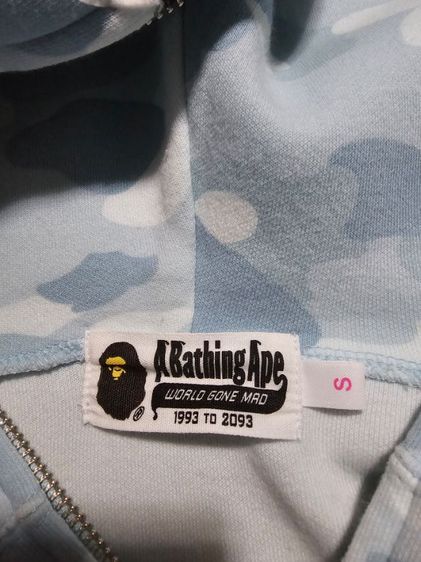 A Bathing Ape
WORLD GONE MAD
1993 TO 2093
®
S